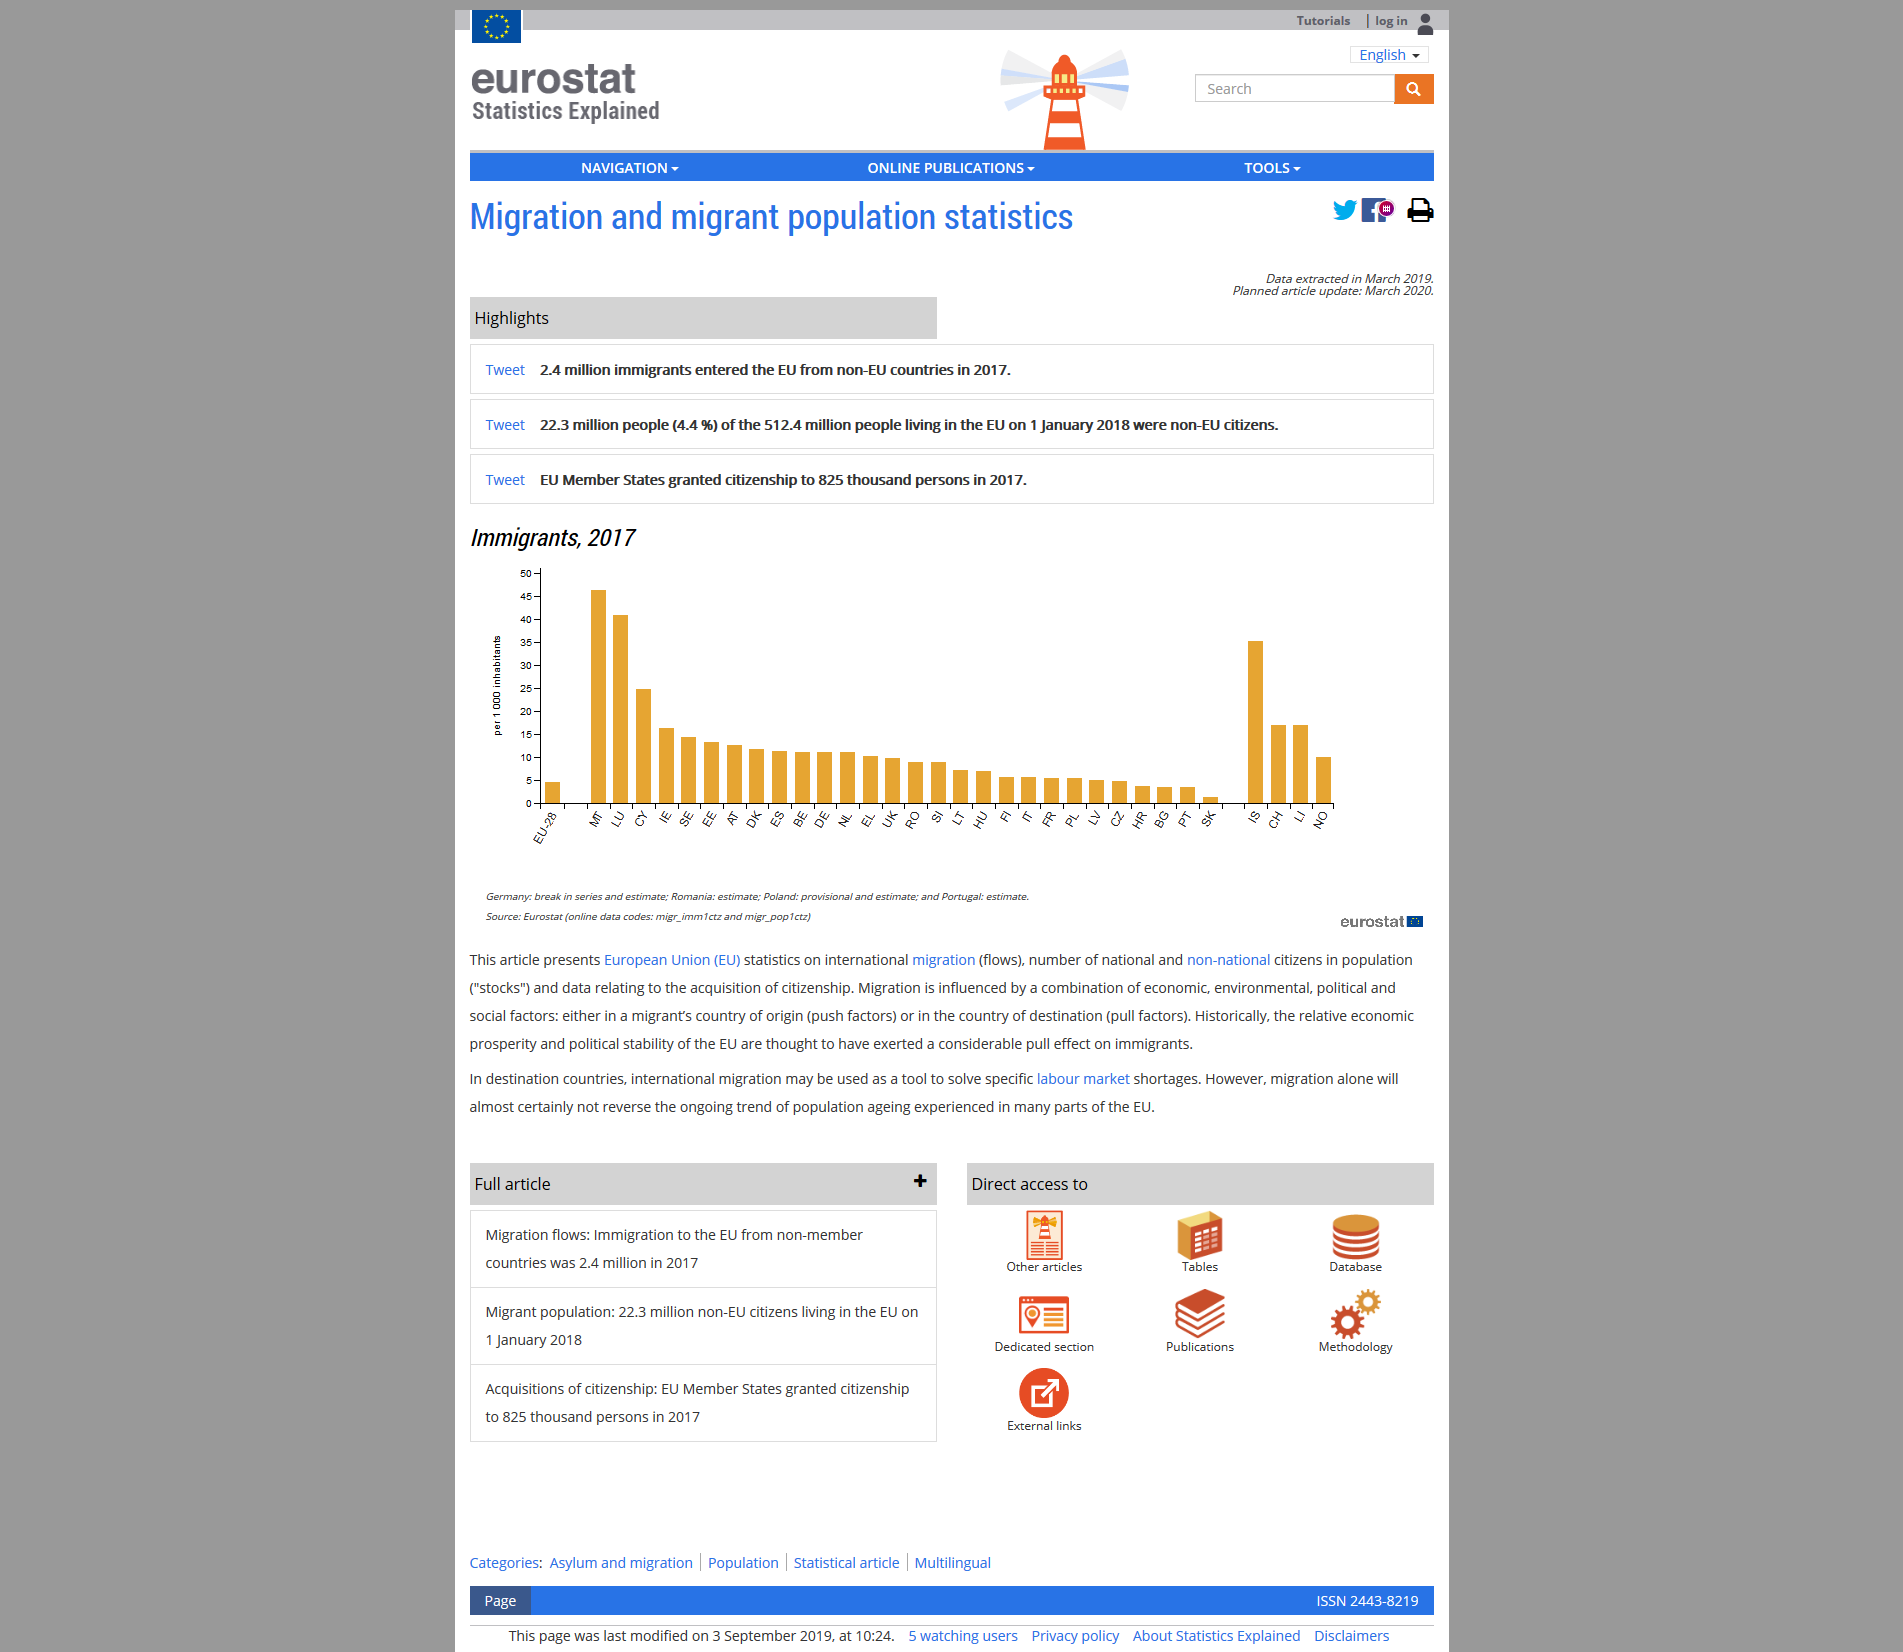 Tutorials | log in
English
eurostat
Statistics Explained
Search
NAVIGATION ONLINE PUBLICATIONS TOOLS
Migration and migrant population statistics
Data extracted in March 2019.
Planned article update: March 2020.
Highlights
Tweet 2.4 million immigrants entered the EU from non-EU countries in 2017.
Tweet 22.3 million people (4.4 %) of the 512.4 million people living in the EU on 1 January 2018 were non-EU citizens.
Tweet EU Member States granted citizenship to 825 thousand persons in 2017.
Immigrants, 2017
per 1 000 inhabitants
50
45
40
35
30
25
20
15
10
5
0
EU-28 MT LU CY IE SE EE AT DK ES BE DE NL EL UK RO SI LT HU FI IT FR PL LV CZ HR BG PT SK IS CH LI NO
Germany: break in series and estimate; Romania: estimate; Poland: provisional and estimate; and Portugal: estimate.
Source: Eurostat (online data codes: migr_imm1ctz and migr_pop1ctz)
eurostat
This article presents European Union (EU) statistics on international migration (flows), number of national and non-national citizens in population
("stocks") and data relating to the acquisition of citizenship. Migration is influenced by a combination of economic, environmental, political and
social factors: either in a migrant’s country of origin (push factors) or in the country of destination (pull factors). Historically, the relative economic
prosperity and political stability of the EU are thought to have exerted a considerable pull effect on immigrants.
In destination countries, international migration may be used as a tool to solve specific labour market shortages. However, migration alone will
almost certainly not reverse the ongoing trend of population ageing experienced in many parts of the EU.
Full article
Migration flows: Immigration to the EU from non-member
countries was 2.4 million in 2017
Migrant population: 22.3 million non-EU citizens living in the EU on
1 January 2018
Acquisitions of citizenship: EU Member States granted citizenship
to 825 thousand persons in 2017
Direct access to
Other articles Tables Database
Dedicated section Publications Methodology
External links
Categories: Asylum and migration | Population | Statistical article | Multilingual
Page ISSN 2443-8219
This page was last modified on 3 September 2019, at 10:24. 5 watching users Privacy policy About Statistics Explained Disclaimers